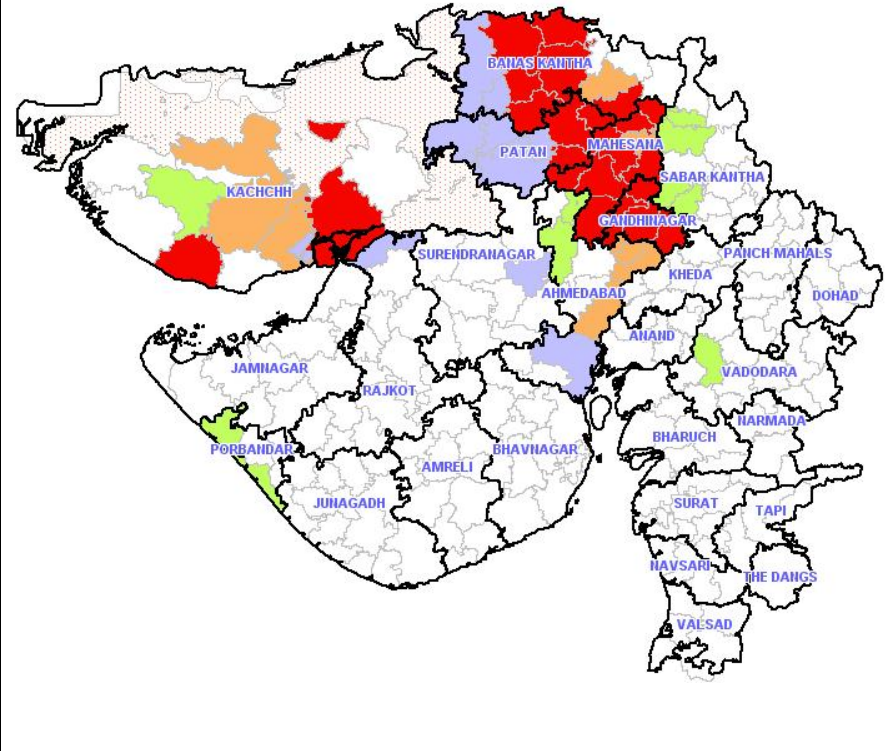 BANAS KANTHA
MAHESANA
PATAN
SABAR KANTHA
KACHCHH
GANDHINAGAR
SURENDRANAGAR
PANCH MAHALS
KHEDA
AHMEDABAD
DOHAD
ANAND
JAMNAGAR
VADODARA
RAJKOT
NARMADA
BHARUCH
PORBANDAR
BHAVNAGAR
AMRELI
JUNAGADH
SURAT
TAPI
NAVSARI
THE DANGS
VALSAD